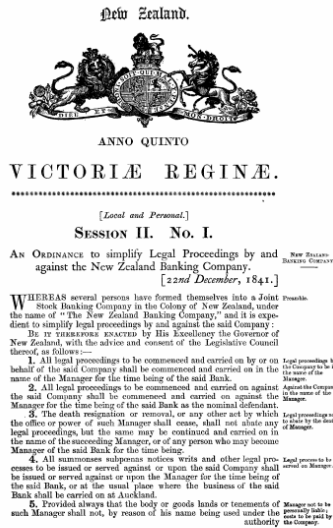 New Zealand.
DIEU ET MON DROIT
ANNO QUINTO
VICTORIÆ REGINÆ.
[Local and Personal.]
SESSION II. No. I.
AN ORDINANCE to simplify Legal Proceedings by and
against the New Zealand Banking Company.
NEW ZEALAND
BANKING COMPANY
[22nd December, 1841.]
WHEREAS several persons have formed themselves into a Joint
Preamble.
Stock Banking Company in the Colony of New Zealand, under
the name of "The New Zealand Banking Company," and it is expe-
dient to simplify legal proceedings by and against the said Company:
BE IT THEREFORE ENACTED by His Excellency the Governor of
New Zealand, with the advice and consent of the Legislative Council
thereof, as follows:—
1. All legal proceedings to be commenced and carried on by or on
behalf of the said Company shall be commenced and carried on in the
name of the Manager for the time being of the said Bank.
Legal proceedings
the Company to be
the name of the
Manager.
2. All legal proceedings to be commenced and carried on against
the said Company shall be commenced and carried on against the
Manager for the time being of the said Bank as the nominal defendant.
Against the Company
in the name of the
Manager.
3. The death resignation or removal, or any other act by which
the office or power of such Manager shall cease, shall not abate any
legal proceedings, but the same may be continued and carried on in
the name of the succeeding Manager, or of any person who may become
Manager of the said Bank for the time being.
Legal proceedings
to abate by the
of Manager.
4. All summonses subpœnas notices writs and other legal pro-
cesses to be issued or served against or upon the said Company shall
be issued or served against or upon the Manager for the time being of
the said Bank, or at the usual place where the business of the said
Bank shall be carried on at Auckland.
Legal process to be
served on Manager.
5. Provided always that the body or goods lands or tenements of
such Manager shall not, by reason of his name being used under the
authority
Manager not to be
personally liable,
costs to be paid by
the Company.